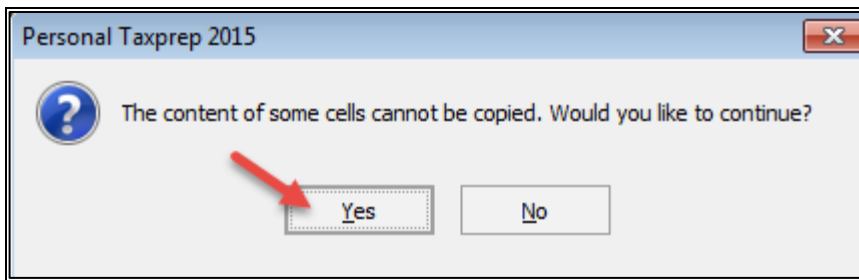 Personal Taxprep 2015
The content of some cells cannot be copied. Would you like to continue?
Yes No